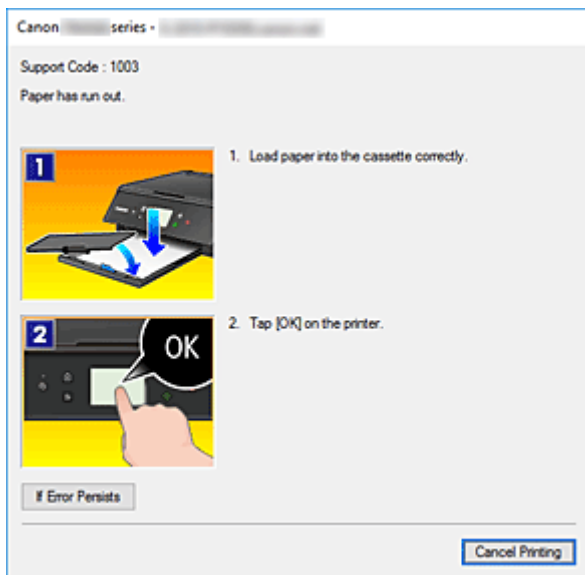 Canon series -
Support Code : 1003
Paper has run out.
1
1. Load paper into the cassette correctly.
2
OK
2. Tap [OK] on the printer.
If Error Persists
Cancel Printing